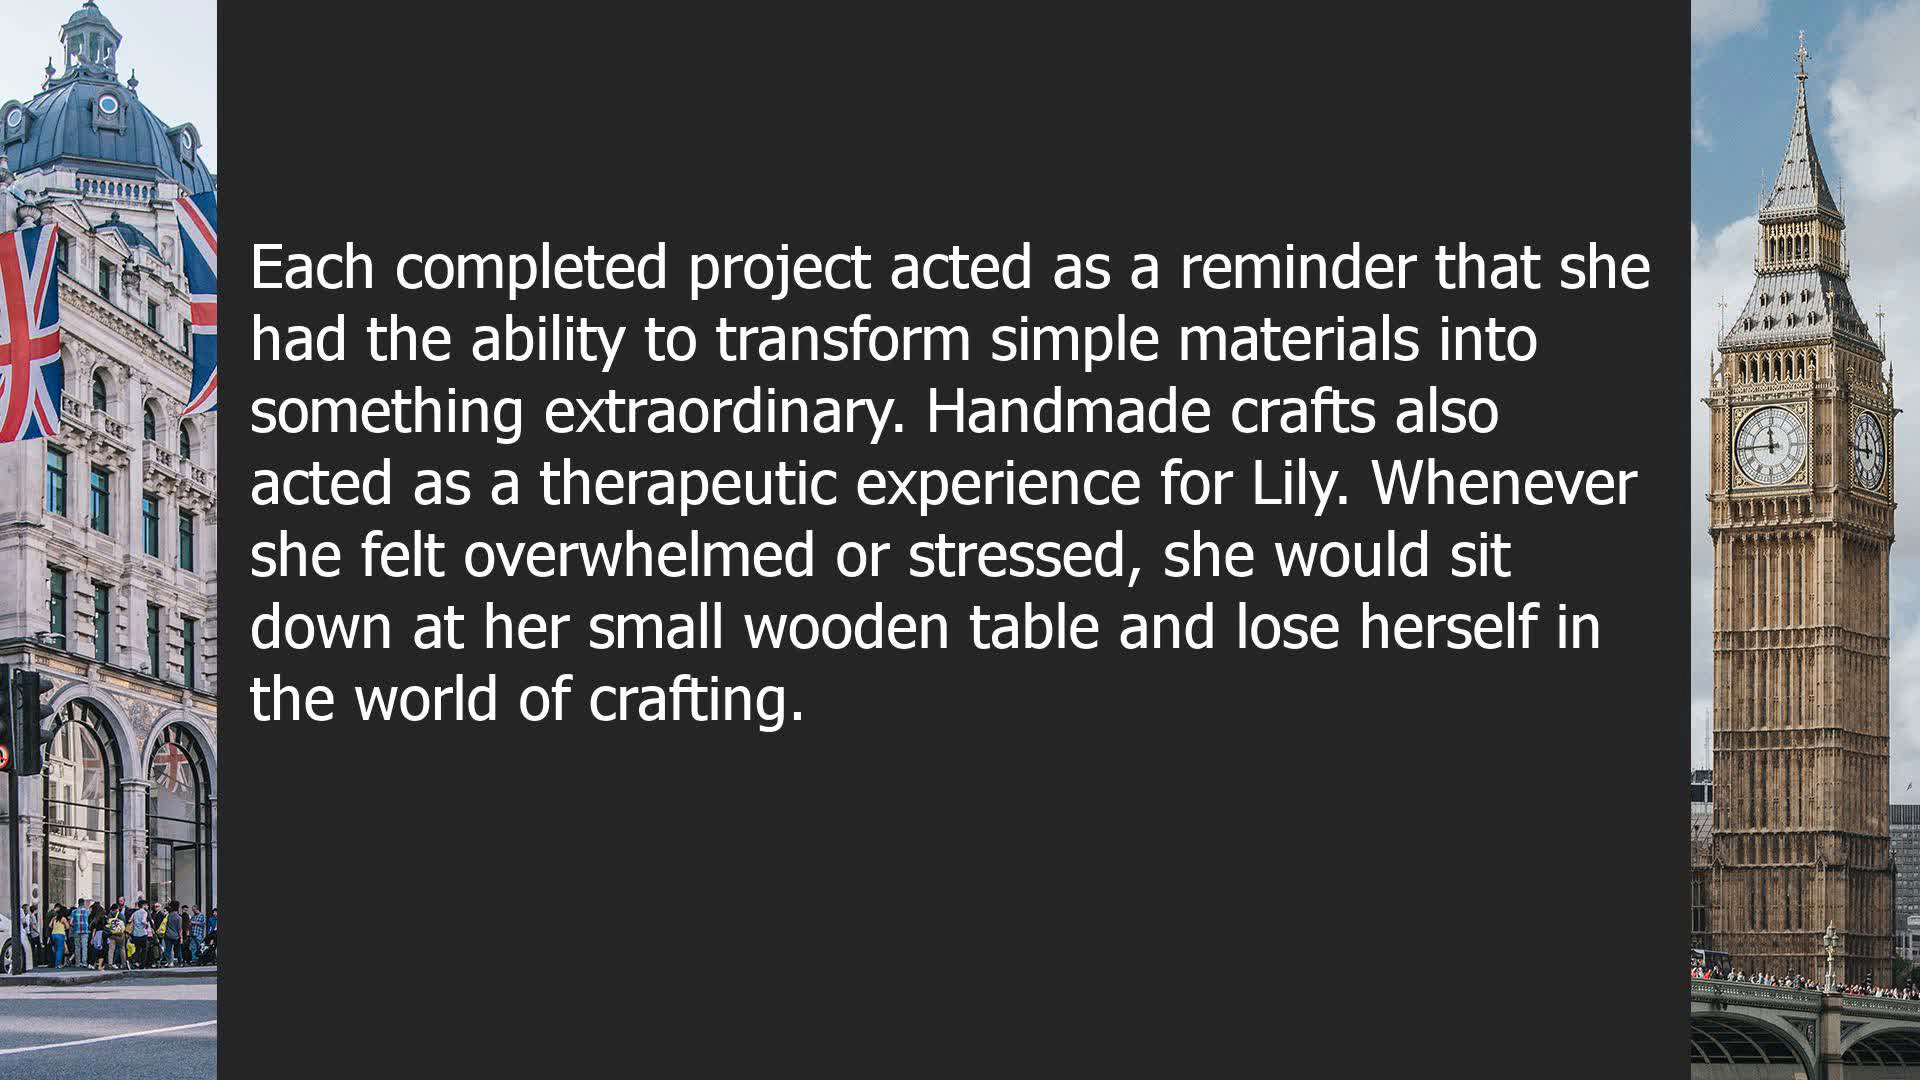 Each completed project acted as a reminder that she
had the ability to transform simple materials into
something extraordinary. Handmade crafts also
acted as a therapeutic experience for Lily. Whenever
she felt overwhelmed or stressed, she would sit
down at her small wooden table and lose herself in
the world of crafting.